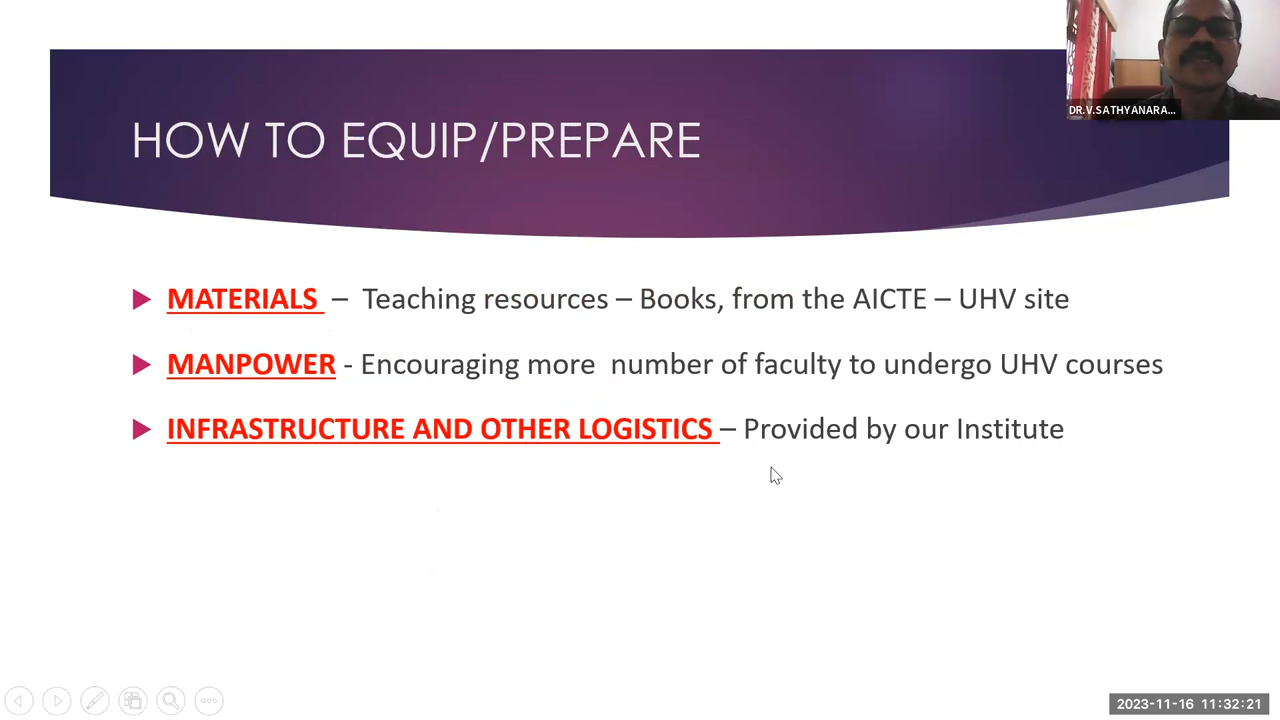 DR.V.SATHYANARA...
HOW TO EQUIP/PREPARE
MATERIALS – Teaching resources – Books, from the AICTE – UHV site
MANPOWER - Encouraging more number of faculty to undergo UHV courses
INFRASTRUCTURE AND OTHER LOGISTICS – Provided by our Institute
2023-11-16 11:32:21